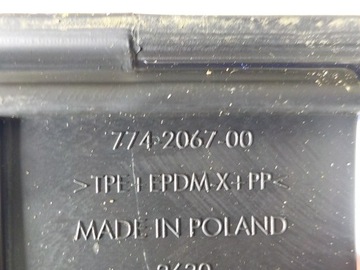 774-2067-00
>TPE+EPDM-X+PP<
MADE IN POLAND